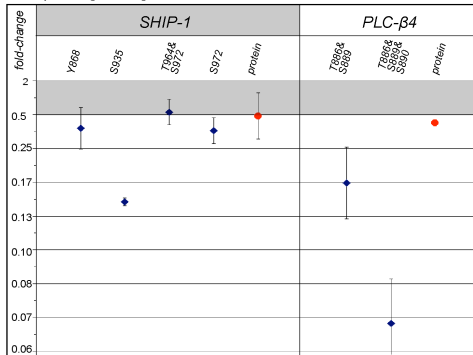 SHIP-1
PLC-β4
fold-change
Y868
S935
T964&
S972
S972
protein
T886&
S889
T886&
S889&
S890
protein
2
0.5
0.25
0.17
0.13
0.10
0.08
0.07
0.06